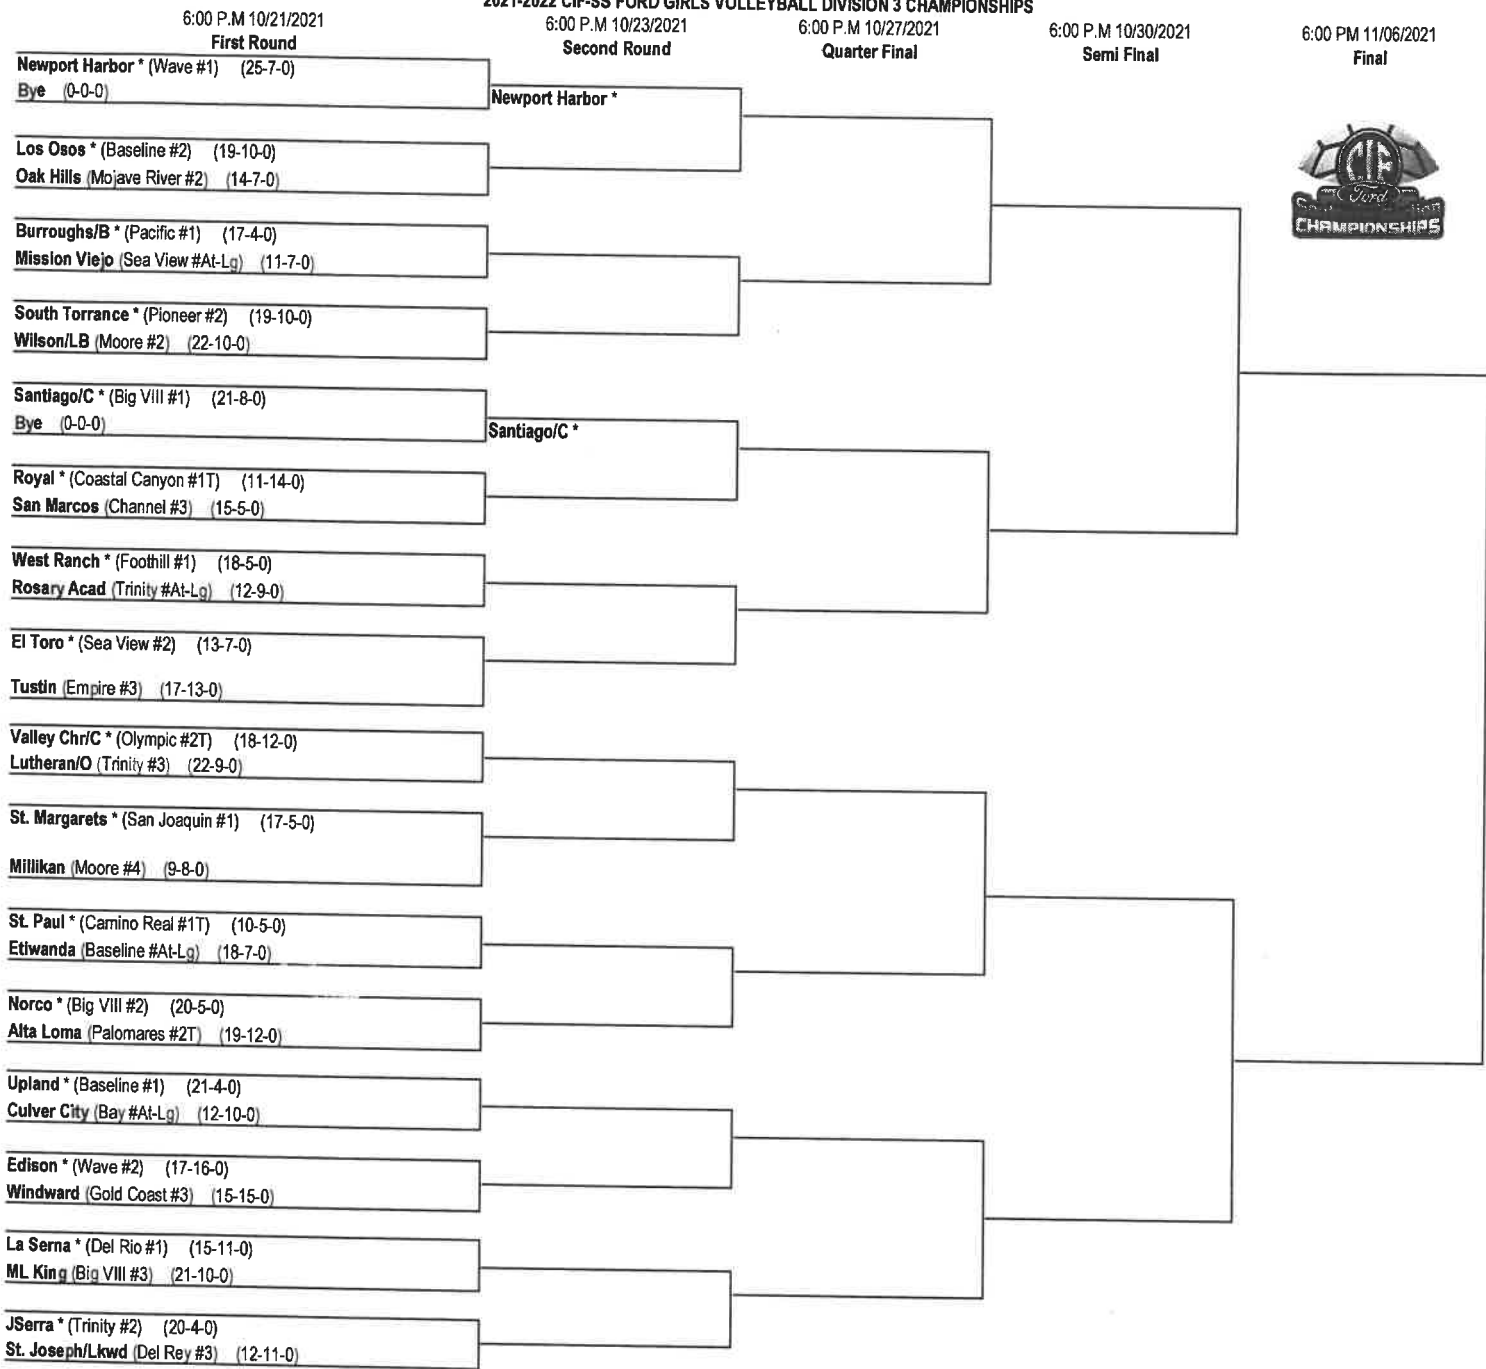 2021-2022 CIF-SS FORD GIRLS VOLLEYBALL DIVISION 3 CHAMPIONSHIPS
6:00 P.M 10/21/2021
First Round
6:00 P.M 10/23/2021
Second Round
6:00 P.M 10/27/2021
Quarter Final
6:00 P.M 10/30/2021
Semi Final
6:00 PM 11/06/2021
Final
CIF
Ford
CHAMPIONSHIPS
Newport Harbor * (Wave #1) (25-7-0)
Bye (0-0-0)
Newport Harbor *
Los Osos * (Baseline #2) (19-10-0)
Oak Hills (Mojave River #2) (14-7-0)
Burroughs/B * (Pacific #1) (17-4-0)
Mission Viejo (Sea View #At-Lg) (11-7-0)
South Torrance * (Pioneer #2) (19-10-0)
Wilson/LB (Moore #2) (22-10-0)
Santiago/C * (Big VIII #1) (21-8-0)
Bye (0-0-0)
Santiago/C *
Royal * (Coastal Canyon #1T) (11-14-0)
San Marcos (Channel #3) (15-5-0)
West Ranch * (Foothill #1) (18-5-0)
Rosary Acad (Trinity #At-Lg) (12-9-0)
El Toro * (Sea View #2) (13-7-0)
Tustin (Empire #3) (17-13-0)
Valley Chr/C * (Olympic #2T) (18-12-0)
Lutheran/O (Trinity #3) (22-9-0)
St. Margarets * (San Joaquin #1) (17-5-0)
Millikan (Moore #4) (9-8-0)
St. Paul * (Camino Real #1T) (10-5-0)
Etiwanda (Baseline #At-Lg) (18-7-0)
Norco * (Big VIII #2) (20-5-0)
Alta Loma (Palomares #2T) (19-12-0)
Upland * (Baseline #1) (21-4-0)
Culver City (Bay #At-Lg) (12-10-0)
Edison * (Wave #2) (17-16-0)
Windward (Gold Coast #3) (15-15-0)
La Serna * (Del Rio #1) (15-11-0)
ML King (Big VIII #3) (21-10-0)
JSerra * (Trinity #2) (20-4-0)
St. Joseph/Lkwd (Del Rey #3) (12-11-0)